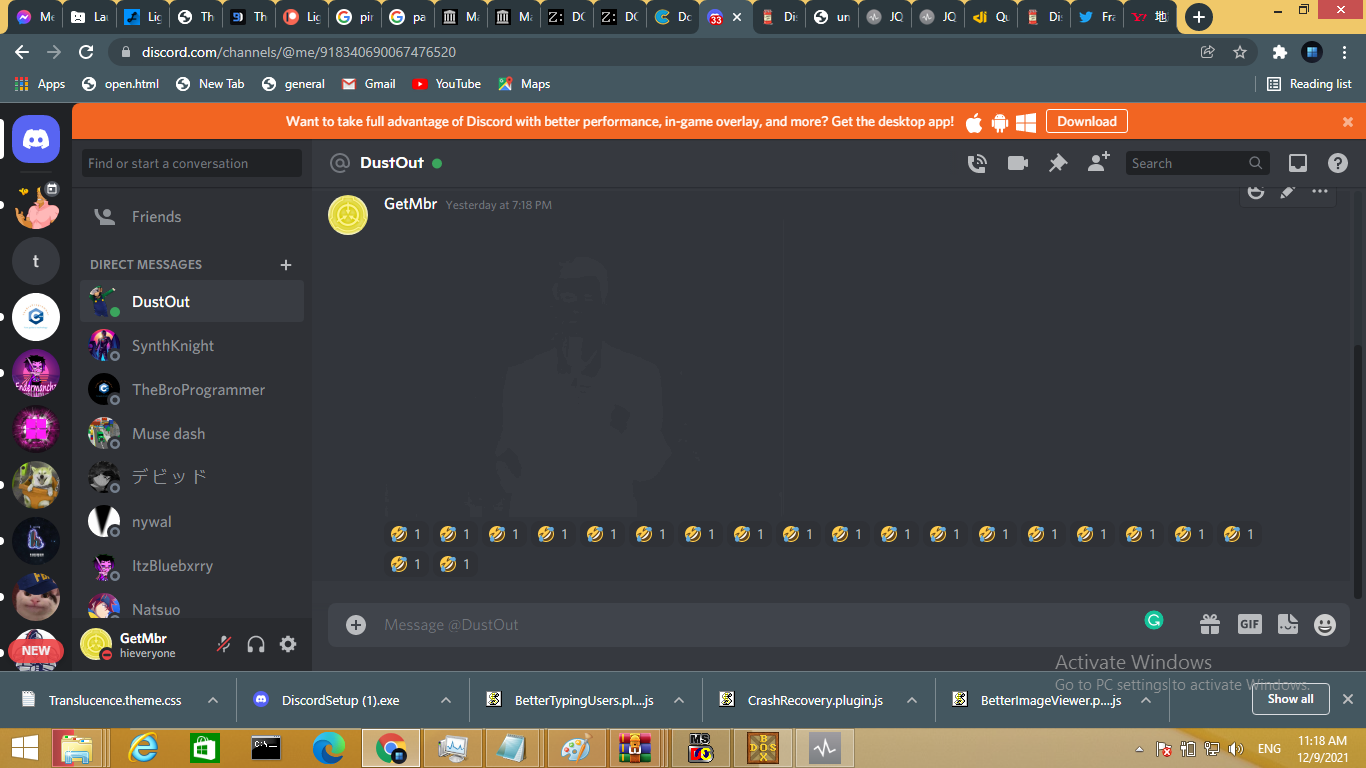 Me
Lau
Lig
Th
Th
Lig
pir
pa
Ma
Ma
DC
DC
Do
33
Dis
un
JQ
JQ
Qu
Dis
Fra
地
discord.com/channels/@me/918340690067476520
Apps
open.html
New Tab
general
Gmail
YouTube
Maps
Reading list
Want to take full advantage of Discord with better performance, in-game overlay, and more? Get the desktop app!
Download
Find or start a conversation
DustOut
Search
Friends
DIRECT MESSAGES
DustOut
SynthKnight
TheBroProgrammer
Muse dash
デビッド
nywal
ItzBluebxrry
Natsuo
t
NEW
GetMbr
hieveryone
GetMbr Yesterday at 7:18 PM
1 1 1 1 1 1 1 1 1 1 1 1 1 1 1 1 1 1
1 1
Message @DustOut
GIF
Activate Windows
Go to PC settings to activate Windows.
Translucence.theme.css
DiscordSetup (1).exe
BetterTypingUsers.pl....js
CrashRecovery.plugin.js
BetterImageViewer.p....js
Show all
ENG
11:18 AM
12/9/2021